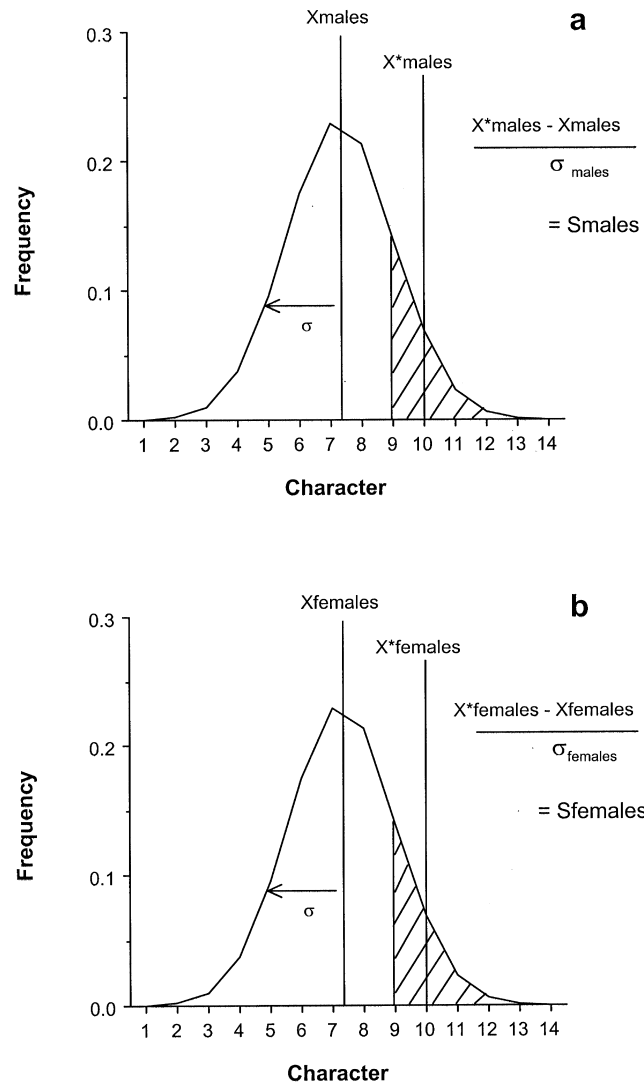 a
Xmales
X*males
0.3
0.2
0.1
0.0
Frequency
X*males - Xmales
σ males
= Smales
σ
1 2 3 4 5 6 7 8 9 10 11 12 13 14
Character
b
Xfemales
X*females
0.3
0.2
0.1
0.0
Frequency
X*females - Xfemales
σfemales
= Sfemales
σ
1 2 3 4 5 6 7 8 9 10 11 12 13 14
Character